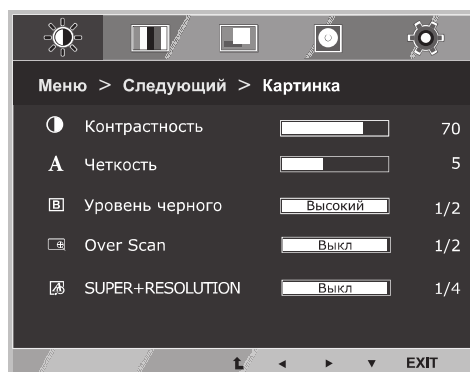 Меню > Следующий > Картинка
Контрастность 70
A Четкость 5
B Уровень черного Высокий 1/2
Over Scan Выкл 1/2
SUPER+RESOLUTION Выкл 1/4
EXIT